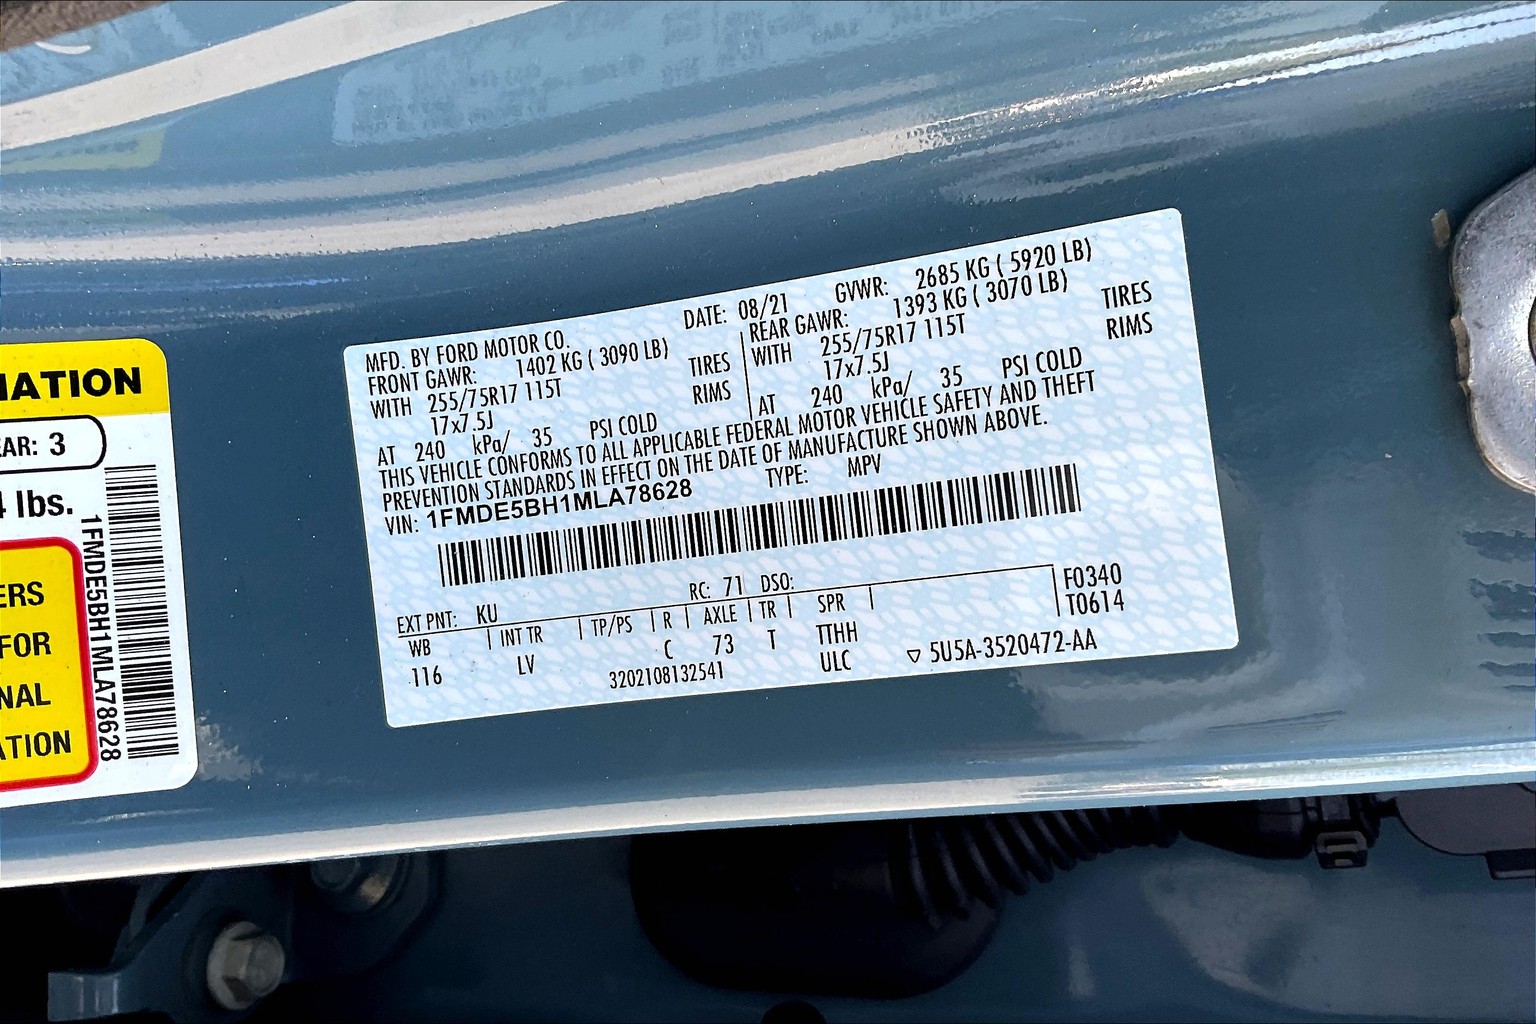 MATION
EAR: 3
4 lbs.
ERS
FOR
NAL
ATION
1FMDE5BH1MLA78628
MFD. BY FORD MOTOR CO.
DATE: 08/21
GVWR: 2685 KG ( 5920 LB)
FRONT GAWR: 1402 KG ( 3090 LB)
WITH 255/75R17 115T TIRES
17x7.5J RIMS
AT 240 kPa/ 35 PSI COLD
REAR GAWR: 1393 KG ( 3070 LB)
WITH 255/75R17 115T TIRES
17x7.5J RIMS
AT 240 kPa/ 35 PSI COLD
THIS VEHICLE CONFORMS TO ALL APPLICABLE FEDERAL MOTOR VEHICLE SAFETY AND THEFT
PREVENTION STANDARDS IN EFFECT ON THE DATE OF MANUFACTURE SHOWN ABOVE.
VIN: 1FMDE5BH1MLA78628 TYPE: MPV
EXT PNT: KU RC: 71 DSO:
WB INT TR TP/PS R AXLE TR SPR
116 LV C 73 T TTHH
3202108132541 ULC
F0340
T0614
▽ 5U5A-3520472-AA